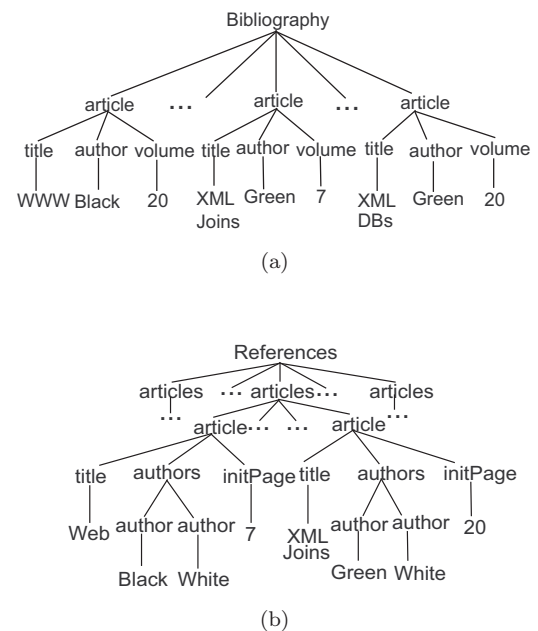 Bibliography
article ... article ... article
title author volume title author volume title author volume
WWW Black 20 XML Green 7 XML Green 20
Joins DBs
(a)
References
articles ... articles ... articles
... ...
article ... ... article
title authors initPage title authors initPage
Web author author 7 XML author author 20
Joins
Black White Green White
(b)